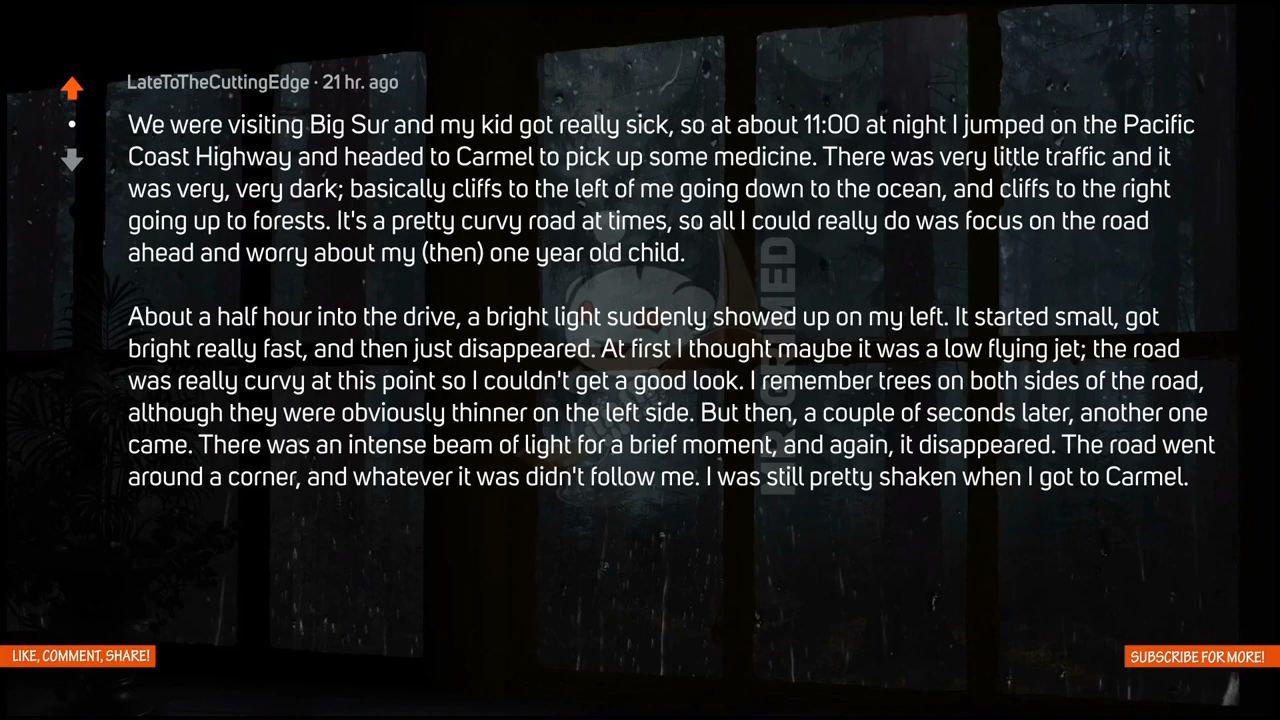 LateToTheCuttingEdge · 21 hr. ago
We were visiting Big Sur and my kid got really sick, so at about 11:00 at night I jumped on the Pacific
Coast Highway and headed to Carmel to pick up some medicine. There was very little traffic and it
was very, very dark; basically cliffs to the left of me going down to the ocean, and cliffs to the right
going up to forests. It's a pretty curvy road at times, so all I could really do was focus on the road
ahead and worry about my (then) one year old child.
About a half hour into the drive, a bright light suddenly showed up on my left. It started small, got
bright really fast, and then just disappeared. At first I thought maybe it was a low flying jet; the road
was really curvy at this point so I couldn't get a good look. I remember trees on both sides of the road,
although they were obviously thinner on the left side. But then, a couple of seconds later, another one
came. There was an intense beam of light for a brief moment, and again, it disappeared. The road went
around a corner, and whatever it was didn't follow me. I was still pretty shaken when I got to Carmel.
LIKE, COMMENT, SHARE!
SUBSCRIBE FOR MORE!